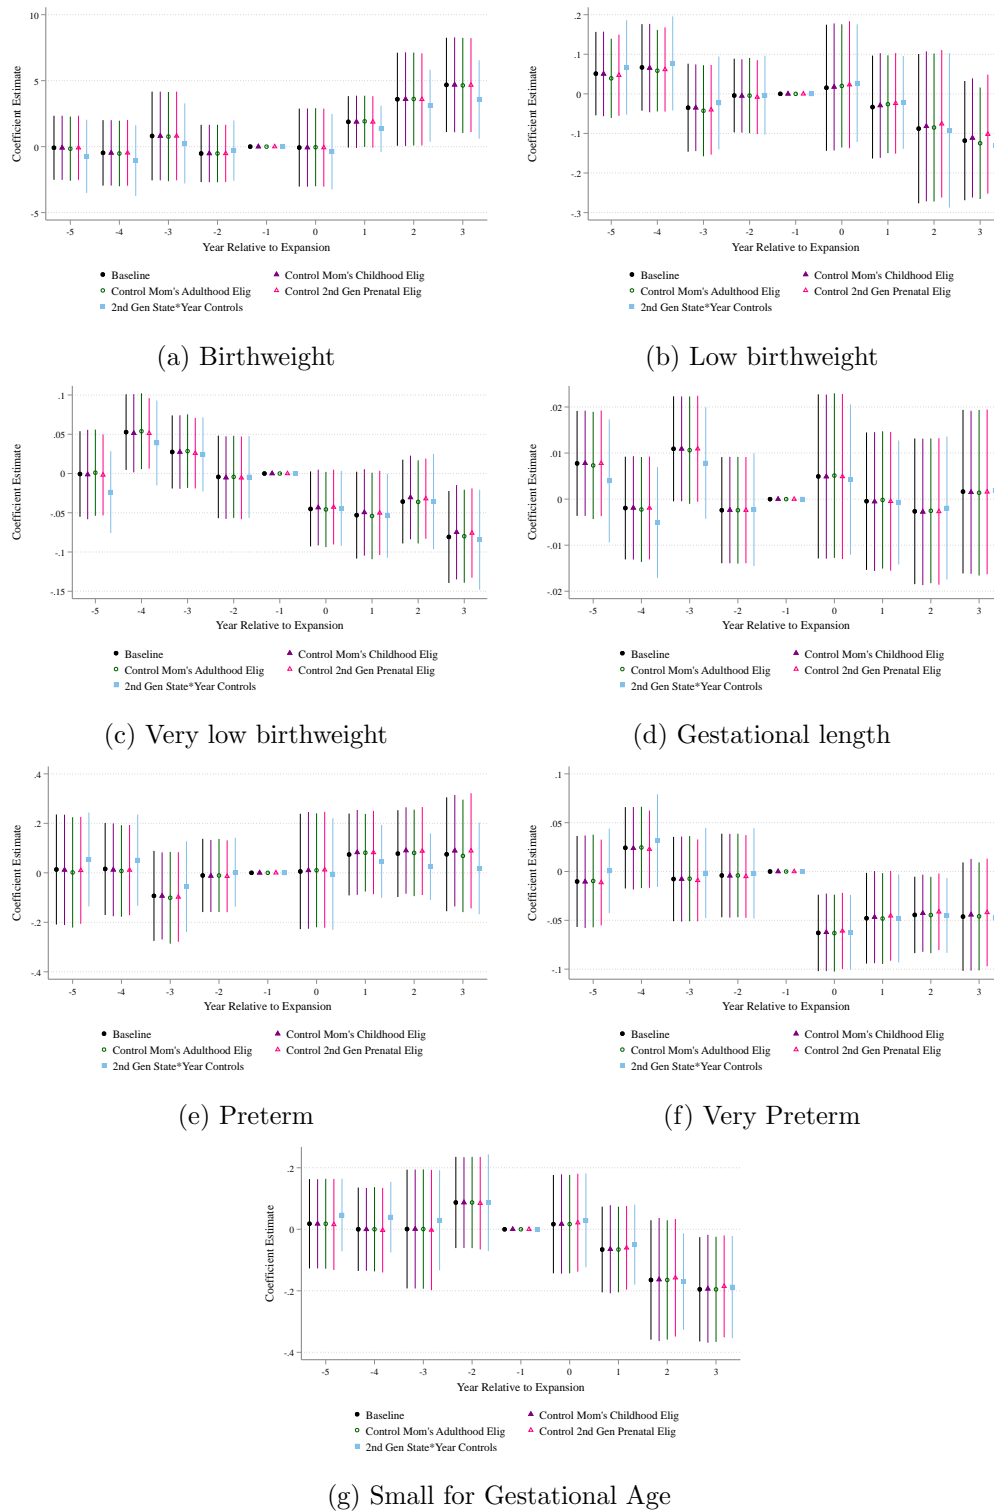 10
5
0
-5
Coefficient Estimate
-5 -4 -3 -2 -1 0 1 2 3
Year Relative to Expansion
Baseline Control Mom's Childhood Elig
Control Mom's Adulthood Elig Control 2nd Gen Prenatal Elig
2nd Gen State*Year Controls
(a) Birthweight
.2
.1
0
-.1
-.2
-.3
Coefficient Estimate
-5 -4 -3 -2 -1 0 1 2 3
Year Relative to Expansion
Baseline Control Mom's Childhood Elig
Control Mom's Adulthood Elig Control 2nd Gen Prenatal Elig
2nd Gen State*Year Controls
(b) Low birthweight
.1
.05
0
-.05
-.1
-.15
Coefficient Estimate
-5 -4 -3 -2 -1 0 1 2 3
Year Relative to Expansion
Baseline Control Mom's Childhood Elig
Control Mom's Adulthood Elig Control 2nd Gen Prenatal Elig
2nd Gen State*Year Controls
(c) Very low birthweight
.02
.01
0
-.01
-.02
Coefficient Estimate
-5 -4 -3 -2 -1 0 1 2 3
Year Relative to Expansion
Baseline Control Mom's Childhood Elig
Control Mom's Adulthood Elig Control 2nd Gen Prenatal Elig
2nd Gen State*Year Controls
(d) Gestational length
.4
.2
0
-.2
-.4
Coefficient Estimate
-5 -4 -3 -2 -1 0 1 2 3
Year Relative to Expansion
Baseline Control Mom's Childhood Elig
Control Mom's Adulthood Elig Control 2nd Gen Prenatal Elig
2nd Gen State*Year Controls
(e) Preterm
.1
.05
0
-.05
-.1
Coefficient Estimate
-5 -4 -3 -2 -1 0 1 2 3
Year Relative to Expansion
Baseline Control Mom's Childhood Elig
Control Mom's Adulthood Elig Control 2nd Gen Prenatal Elig
2nd Gen State*Year Controls
(f) Very Preterm
.2
0
-.2
-.4
Coefficient Estimate
-5 -4 -3 -2 -1 0 1 2 3
Year Relative to Expansion
Baseline Control Mom's Childhood Elig
Control Mom's Adulthood Elig Control 2nd Gen Prenatal Elig
2nd Gen State*Year Controls
(g) Small for Gestational Age